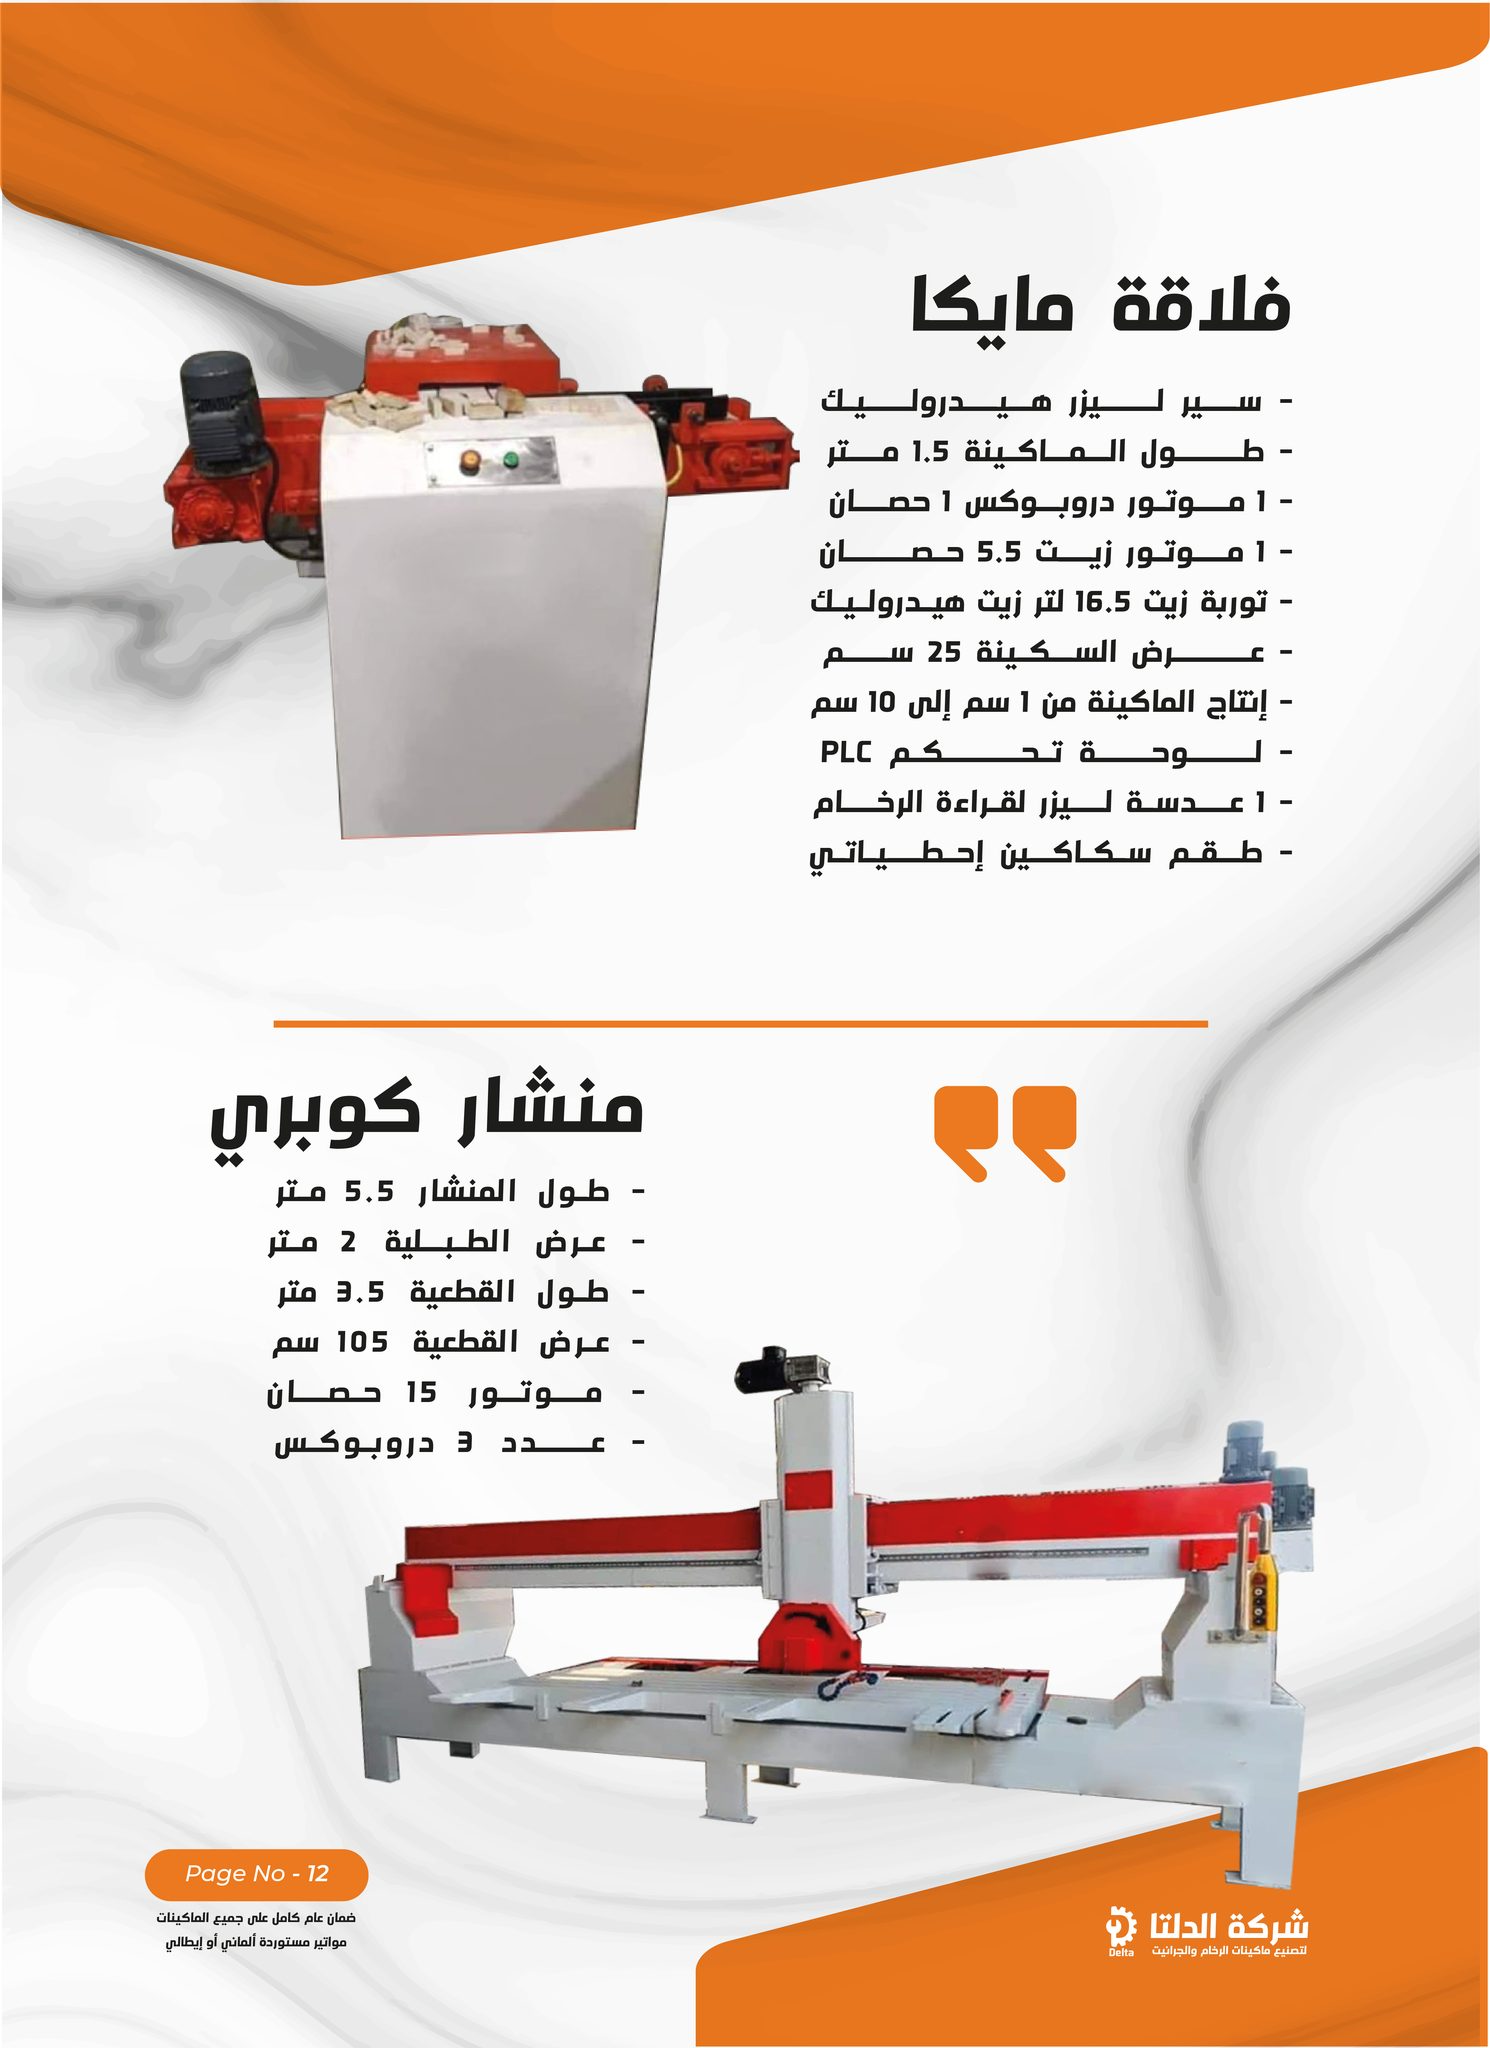 فلاقة مايكا
- سير ليزر هيدروليك
- طول الماكينة 1.5 متر
- 1 موتور دروبوكس 1 حصان
- 1 موتور زيت 5.5 حصان
- توربة زيت 16.5 لتر زيت هيدروليك
- عرض السكينة 25 سم
- إنتاج الماكينة من 1 سم إلى 10 سم
- لوحة تحكم PLC
- 1 عدسة ليزر لقراءة الرخام
- طقم سكاكين إحطياتي
منشار كوبري
- طول المنشار 5.5 متر
- عرض الطبلية 2 متر
- طول القطعية 3.5 متر
- عرض القطعية 105 سم
- موتور 15 حصان
- عدد 3 دروبوكس
Page No - 12
ضمان عام كامل على جميع الماكينات
مواتير مستوردة ألماني أو إيطالي
شركة الدلتا
لتصنيع ماكينات الرخام والجرانيت
Delta